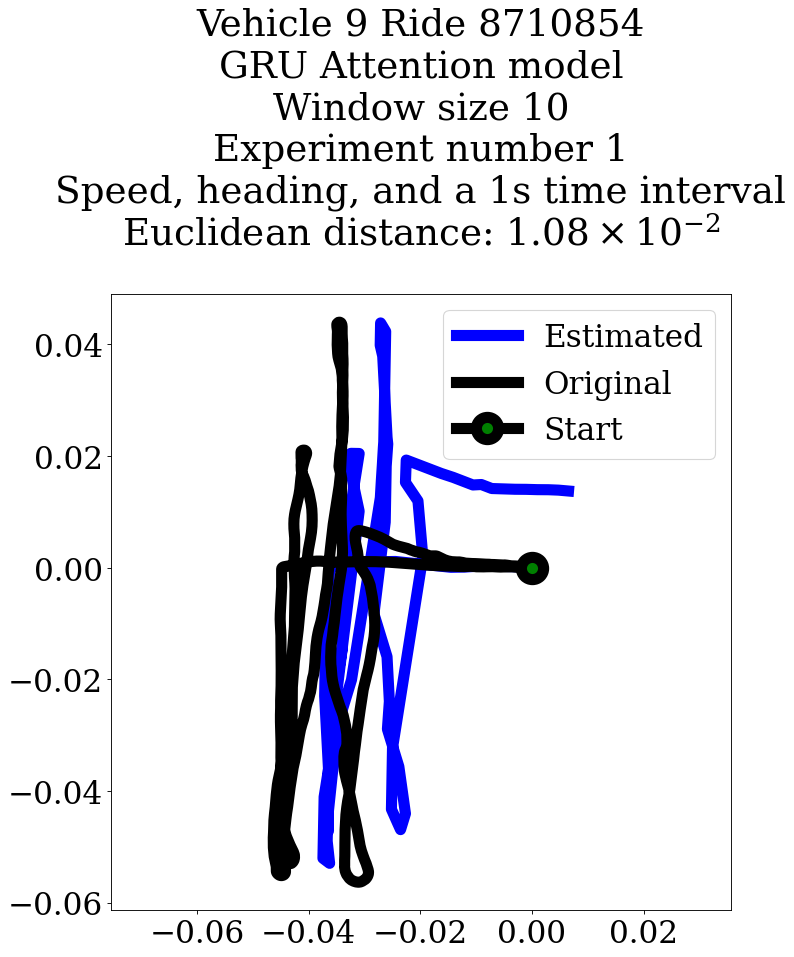 Vehicle 9 Ride 8710854
GRU Attention model
Window size 10
Experiment number 1
Speed, heading, and a 1s time interval
Euclidean distance: 1.08 × 10⁻²
Estimated
Original
Start
0.04
0.02
0.00
−0.02
−0.04
−0.06
−0.06 −0.04 −0.02 0.00 0.02